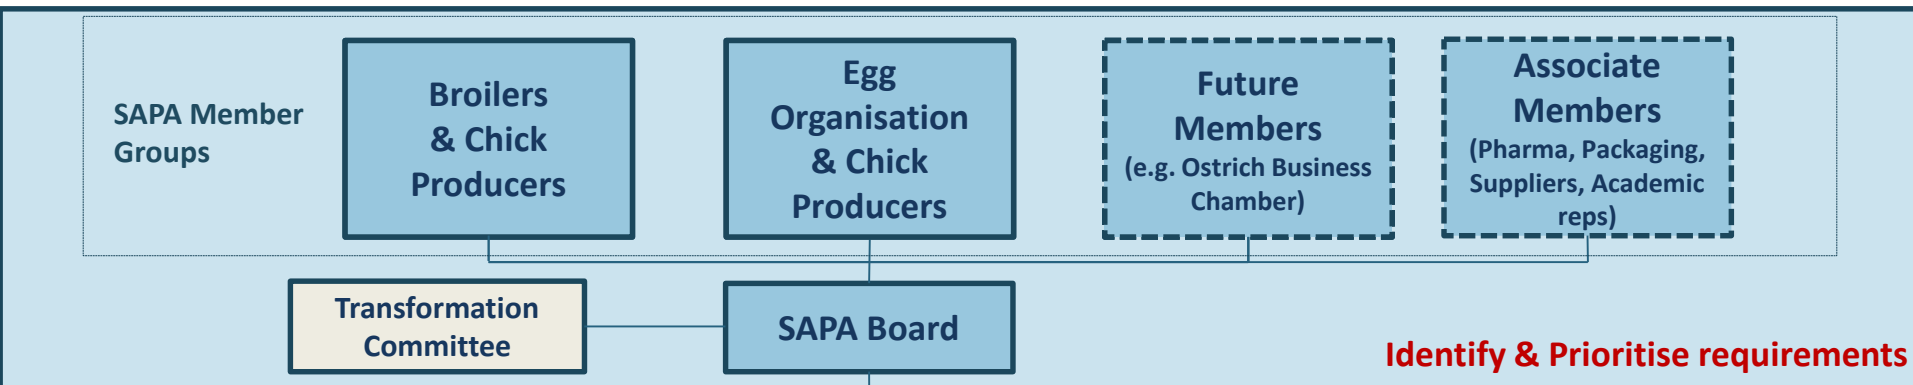 SAPA Member
Groups
Broilers
& Chick
Producers
Egg
Organisation
& Chick
Producers
Future
Members
(e.g. Ostrich Business
Chamber)
Associate
Members
(Pharma, Packaging,
Suppliers, Academic
reps)
Transformation
Committee
SAPA Board
Identify & Prioritise requirements